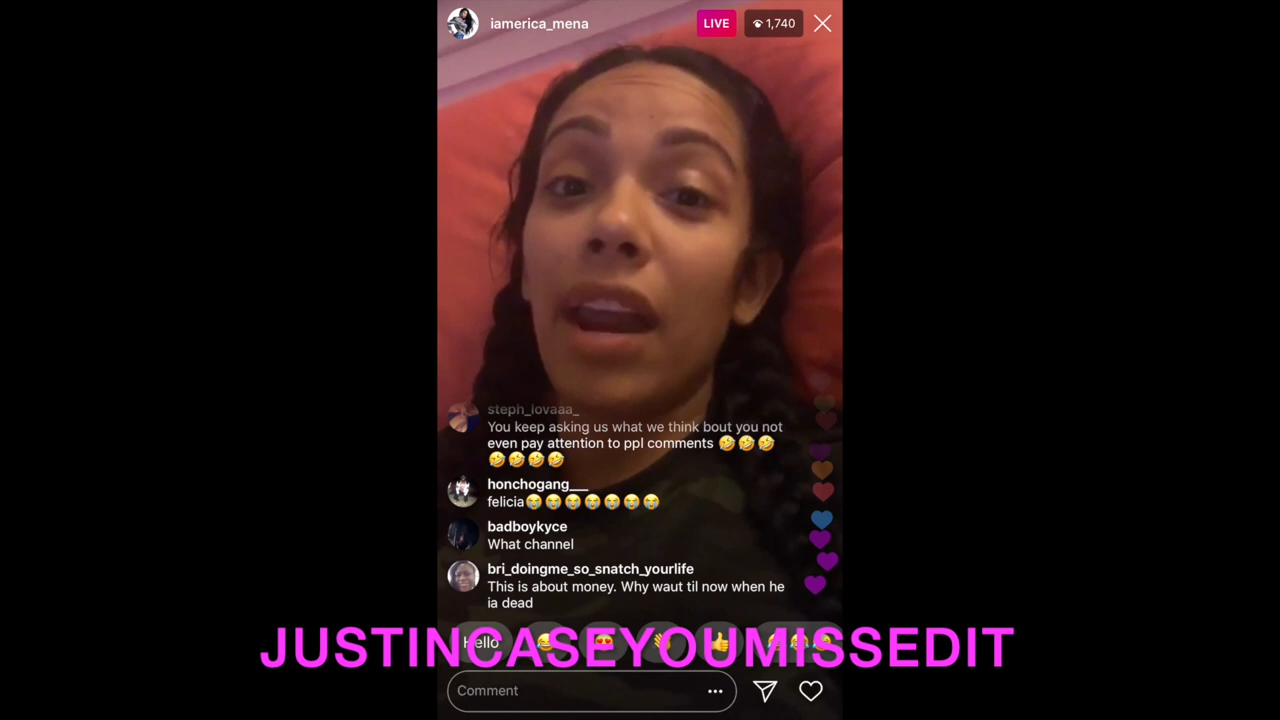 iamerica_mena
LIVE
1,740
steph_lovaaa_
You keep asking us what we think bout you not
even pay attention to ppl comments 🤣🤣🤣
🤣🤣🤣🤣
honchogang___
felicia😭😭😭😭😭😭😭
badboykyce
What channel
bri_doingme_so_snatch_yourlife
This is about money. Why waut til now when he
ia dead
Hello
JUSTINCASEYOUMISSEDIT
Comment